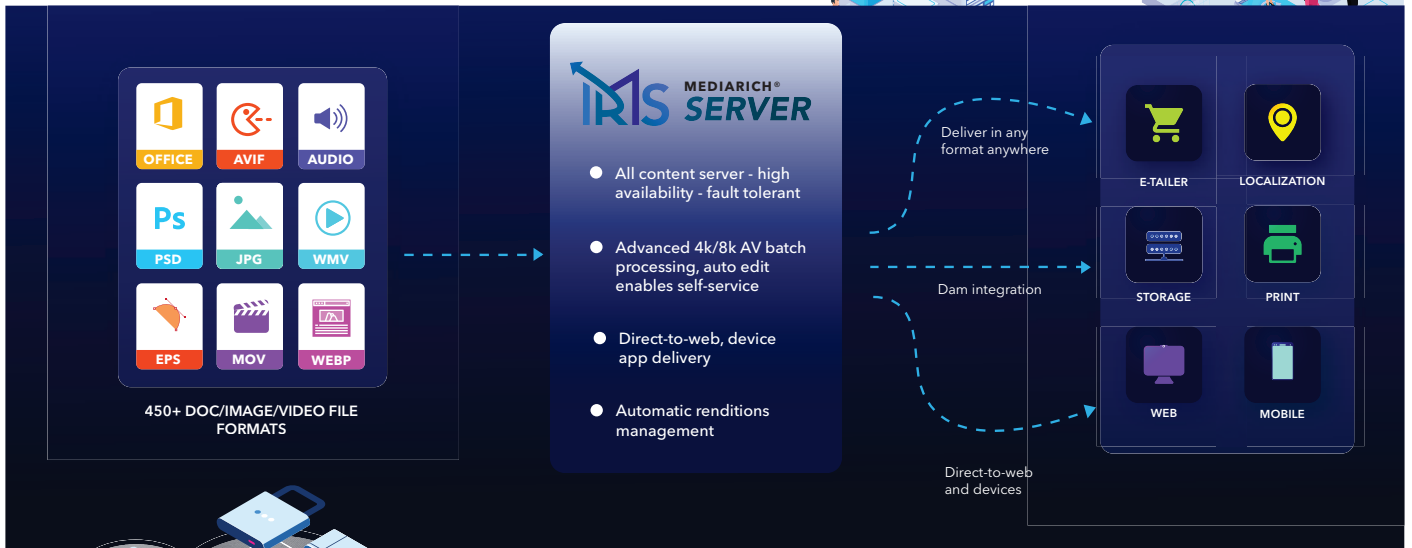 OFFICE
AVIF
AUDIO
Ps
PSD
JPG
WMV
EPS
MOV
WEBP
450+ DOC/IMAGE/VIDEO FILE
FORMATS
IRMS
MEDIARICH®
SERVER
All content server - high
availability - fault tolerant
Advanced 4k/8k AV batch
processing, auto edit
enables self-service
Direct-to-web, device
app delivery
Automatic renditions
management
Deliver in any
format anywhere
Dam integration
Direct-to-web
and devices
E-TAILER
LOCALIZATION
STORAGE
PRINT
WEB
MOBILE